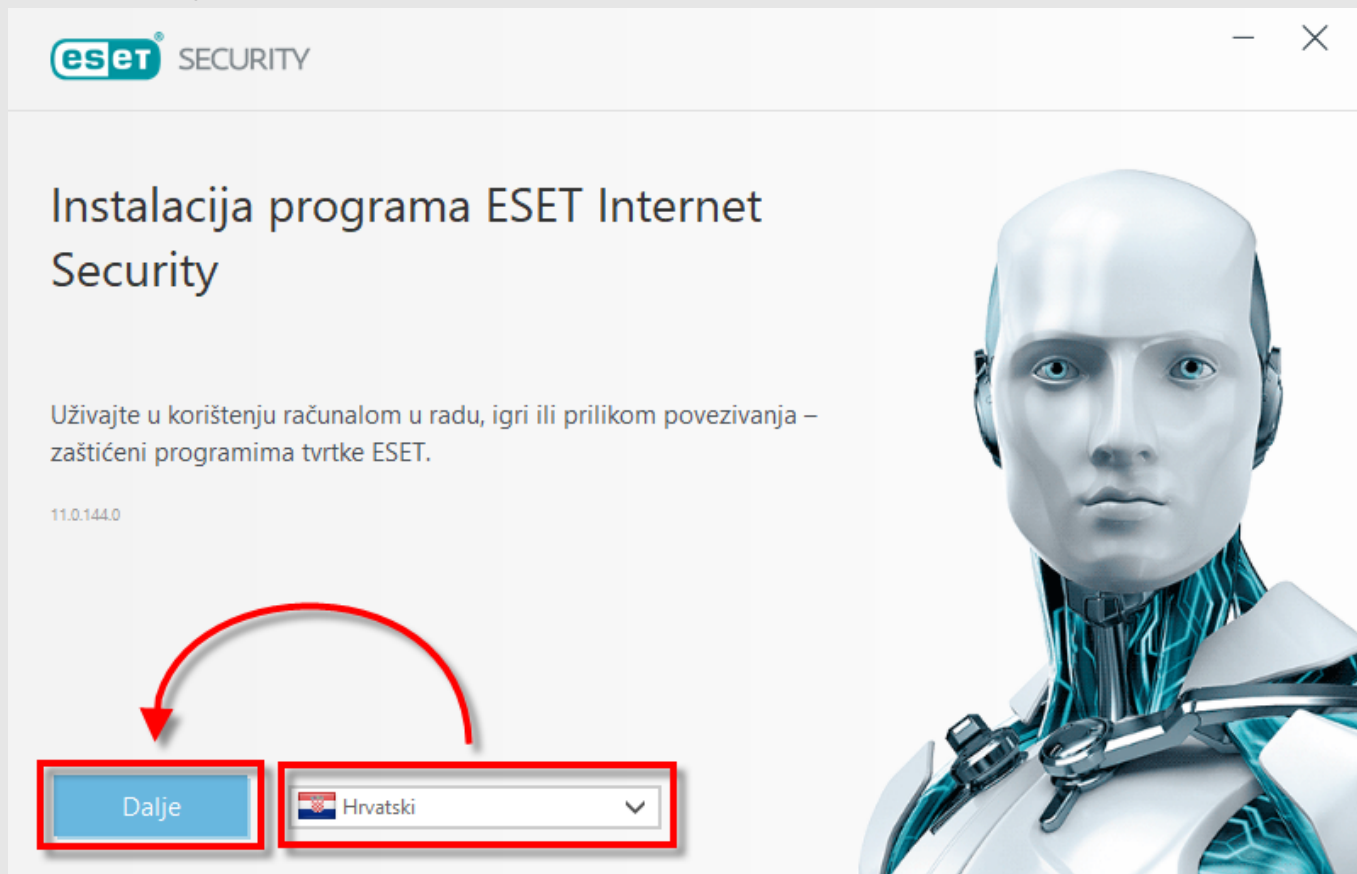 eset® SECURITY
Instalacija programa ESET Internet
Security
Uživajte u korištenju računalom u radu, igri ili prilikom povezivanja –
zaštićeni programima tvrtke ESET.
11.0.144.0
Dalje
Hrvatski